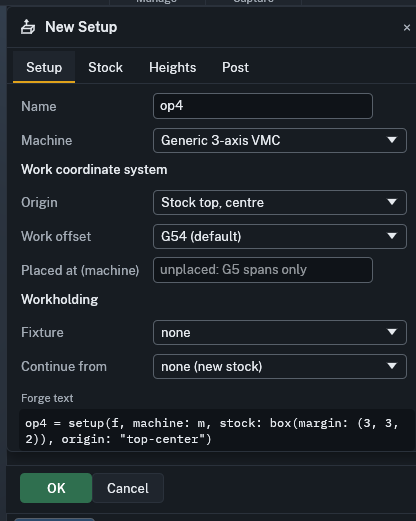 Manage Capture
New Setup ×
Setup Stock Heights Post
Name op4
Machine Generic 3-axis VMC
Work coordinate system
Origin Stock top, centre
Work offset G54 (default)
Placed at (machine) unplaced: G5 spans only
Workholding
Fixture none
Continue from none (new stock)
Forge text
op4 = setup(f, machine: m, stock: box(margin: (3, 3,
2)), origin: "top-center")
OK Cancel